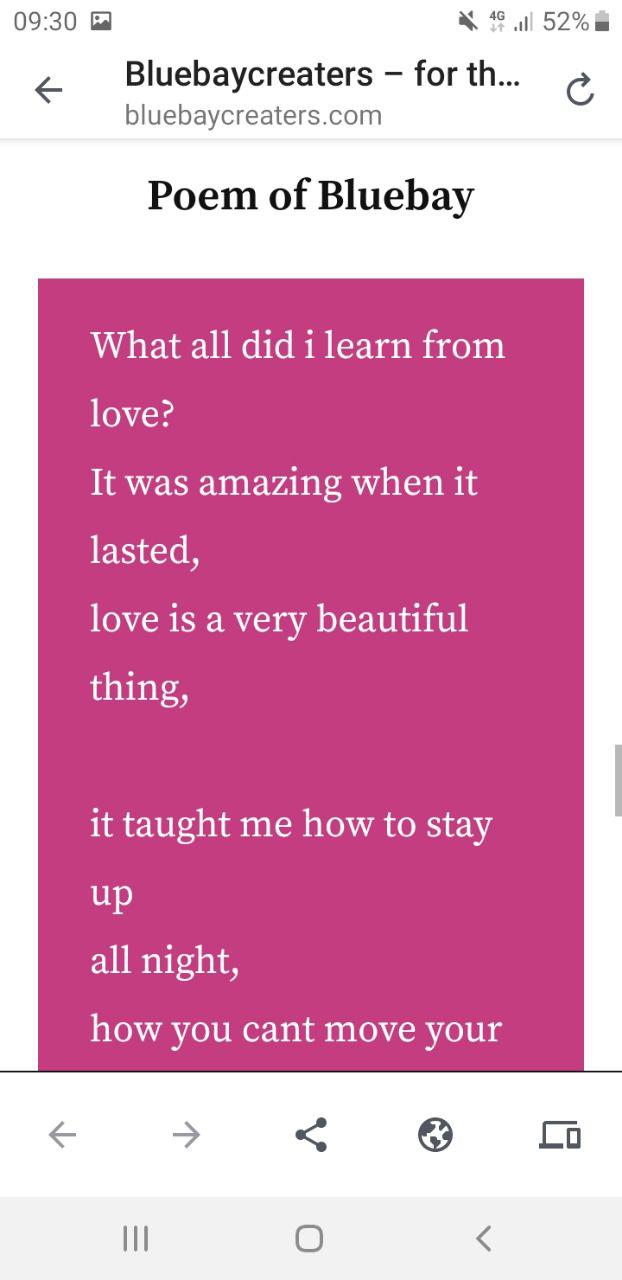 09:30 4G 52%
Bluebaycreaters – for th...
bluebaycreaters.com
Poem of Bluebay
What all did i learn from
love?
It was amazing when it
lasted,
love is a very beautiful
thing,
it taught me how to stay
up
all night,
how you cant move your